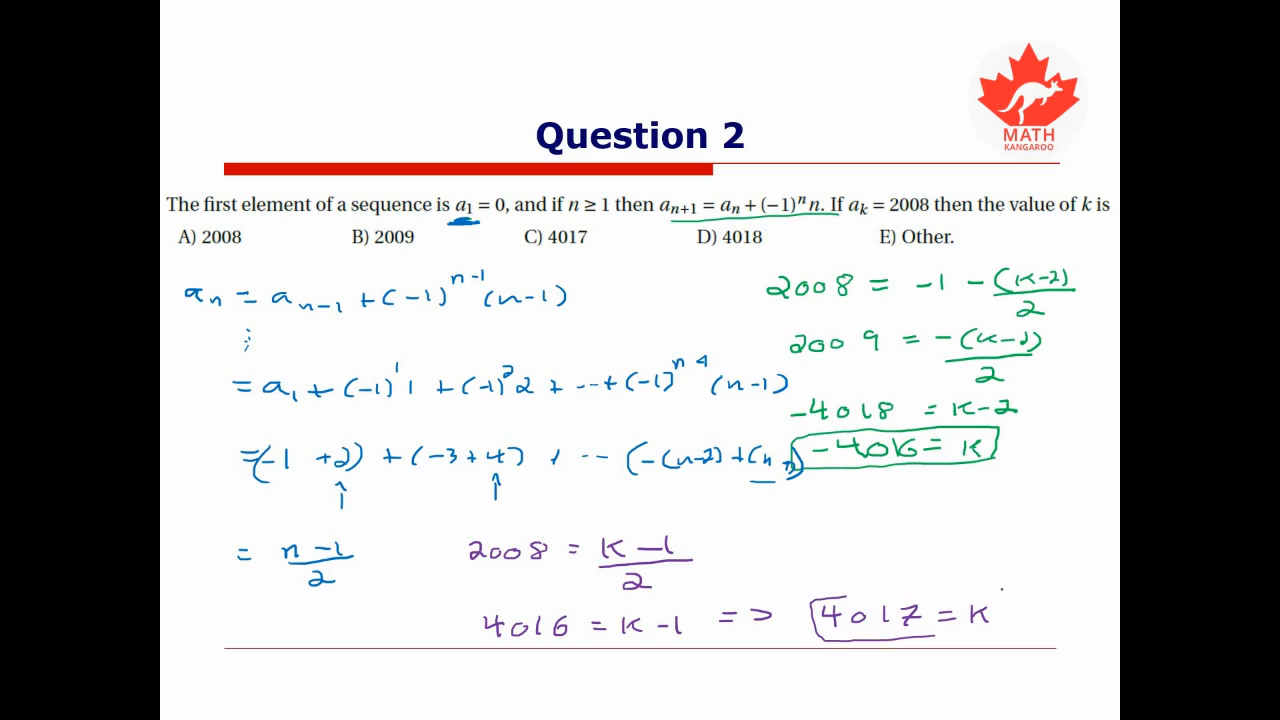 MATH
KANGAROO
Question 2
The first element of a sequence is a₁ = 0, and if n ≥ 1 then aₙ₊₁ = aₙ + (−1)ⁿ n. If aₖ = 2008 then the value of k is
A) 2008 B) 2009 C) 4017 D) 4018 E) Other.
aₙ = aₙ₋₁ + (−1)ⁿ⁻¹ (n−1)
⋮
= a₁ + (−1)¹ 1 + (−1)² 2 + ... + (−1)ⁿ⁻¹ (n−1)
= (−1 + 2) + (−3 + 4) + ... (−(n−2) + (n
= (n−1)/2
2008 = (k−1)/2
4016 = k−1 => 4017 = k
2008 = −1 − (k−2)/2
2009 = −(k−2)/2
−4018 = k−2
−4016 = k